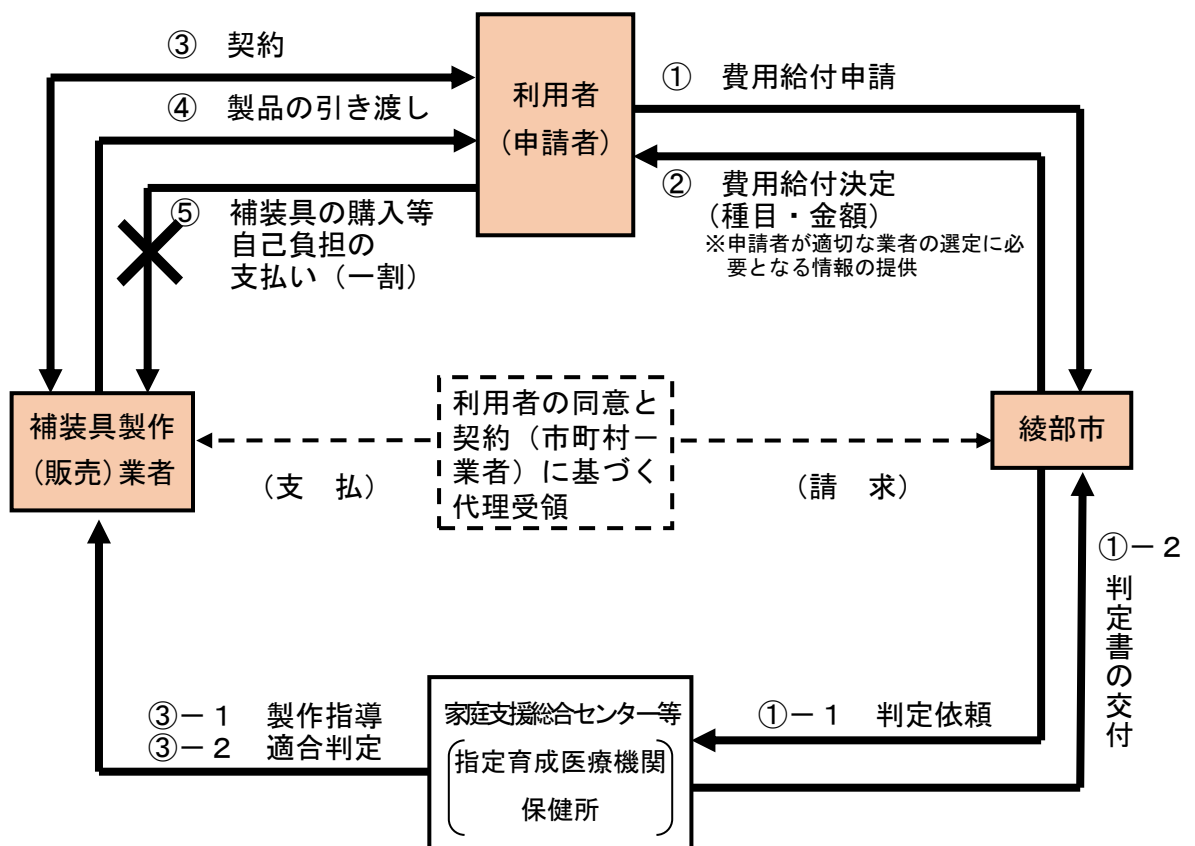 ③　契約
④　製品の引き渡し
利用者
（申請者）
①　費用給付申請
②　費用給付決定
（種目・金額）
※申請者が適切な業者の選定に必
要となる情報の提供
⑤　補装具の購入等
自己負担の
支払い（一割）
補装具製作
（販売）業者
利用者の同意と
契約（市町村－
業者）に基づく
代理受領
（支　払）
（請　求）
綾部市
①－２
判定書の交付
③－１　製作指導
③－２　適合判定
家庭支援総合センター等
指定育成医療機関
保健所
①－１　判定依頼